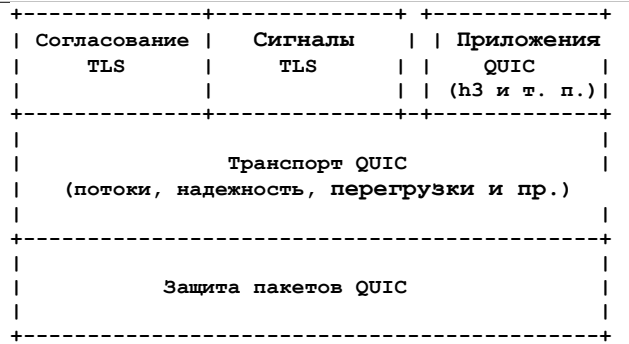 Согласование Сигналы Приложения
TLS TLS QUIC
(h3 и т. п.)
Транспорт QUIC
(потоки, надежность, перегрузки и пр.)
Защита пакетов QUIC